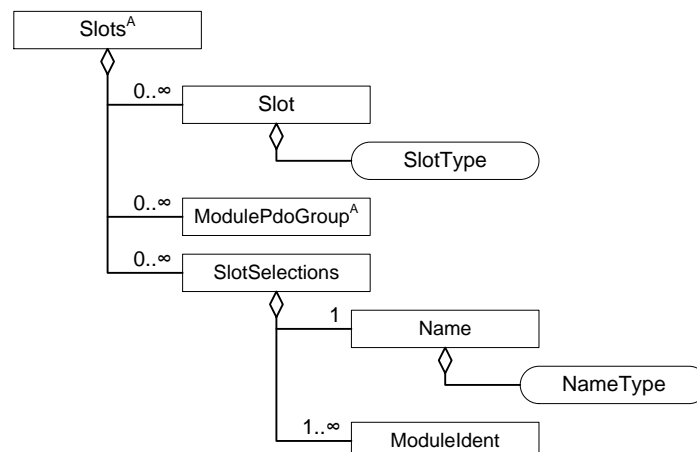 Slotsᴬ
0..∞
Slot
SlotType
0..∞
ModulePdoGroupᴬ
0..∞
SlotSelections
1
Name
NameType
1..∞
ModuleIdent